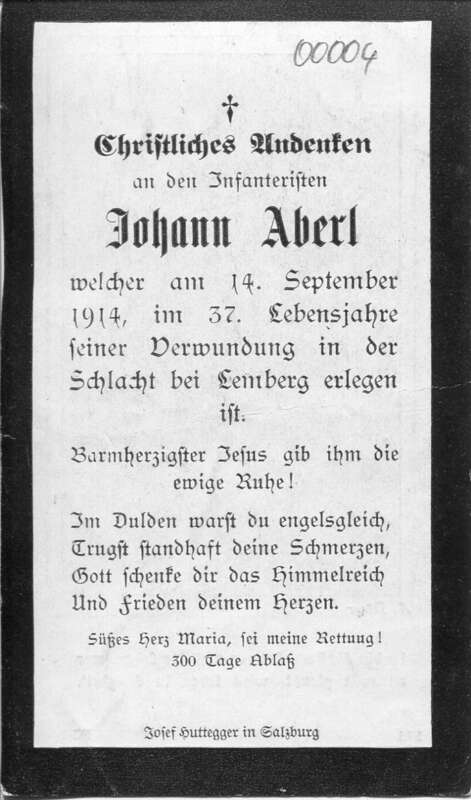 00004
†
Christliches Andenken
an den Infanteristen
Johann Aberl
welcher am 14. September
1914, im 37. Lebensjahre
seiner Verwundung in der
Schlacht bei Lemberg erlegen
ist.
Barmherzigster Jesus gib ihm die
ewige Ruhe!
Im Dulden warst du engelsgleich,
Trugst standhaft deine Schmerzen,
Gott schenke dir das Himmelreich
Und Frieden deinem Herzen.
Süßes Herz Maria, sei meine Rettung!
300 Tage Ablaß
Josef Huttegger in Salzburg